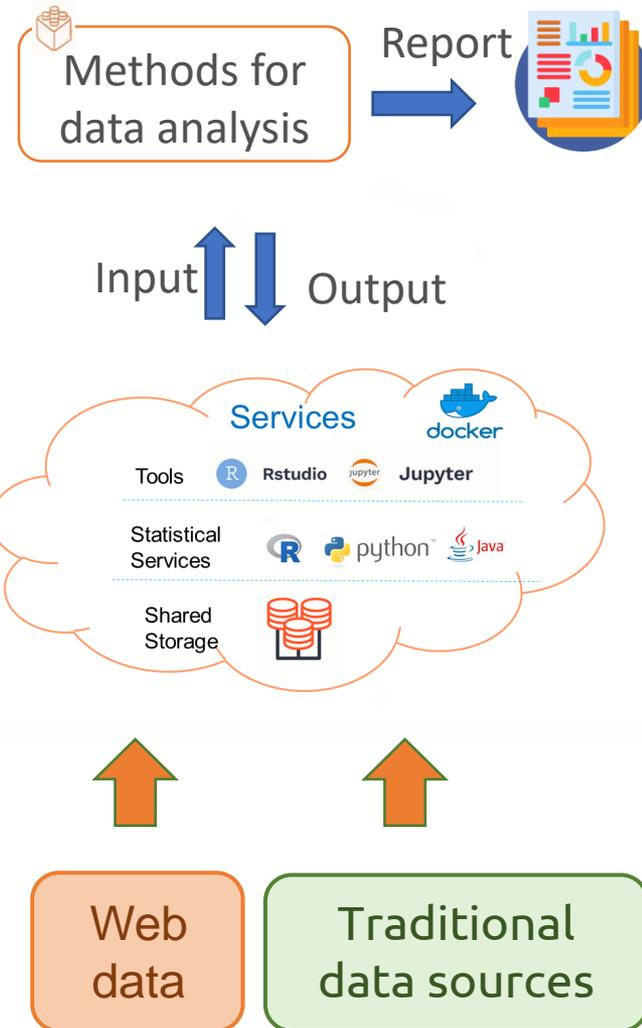 Methods for
data analysis
Report
Input
Output
Services
docker
Tools
R
Rstudio
jupyter
Jupyter
Statistical
Services
R
python™
Java
Shared
Storage
Web
data
Traditional
data sources